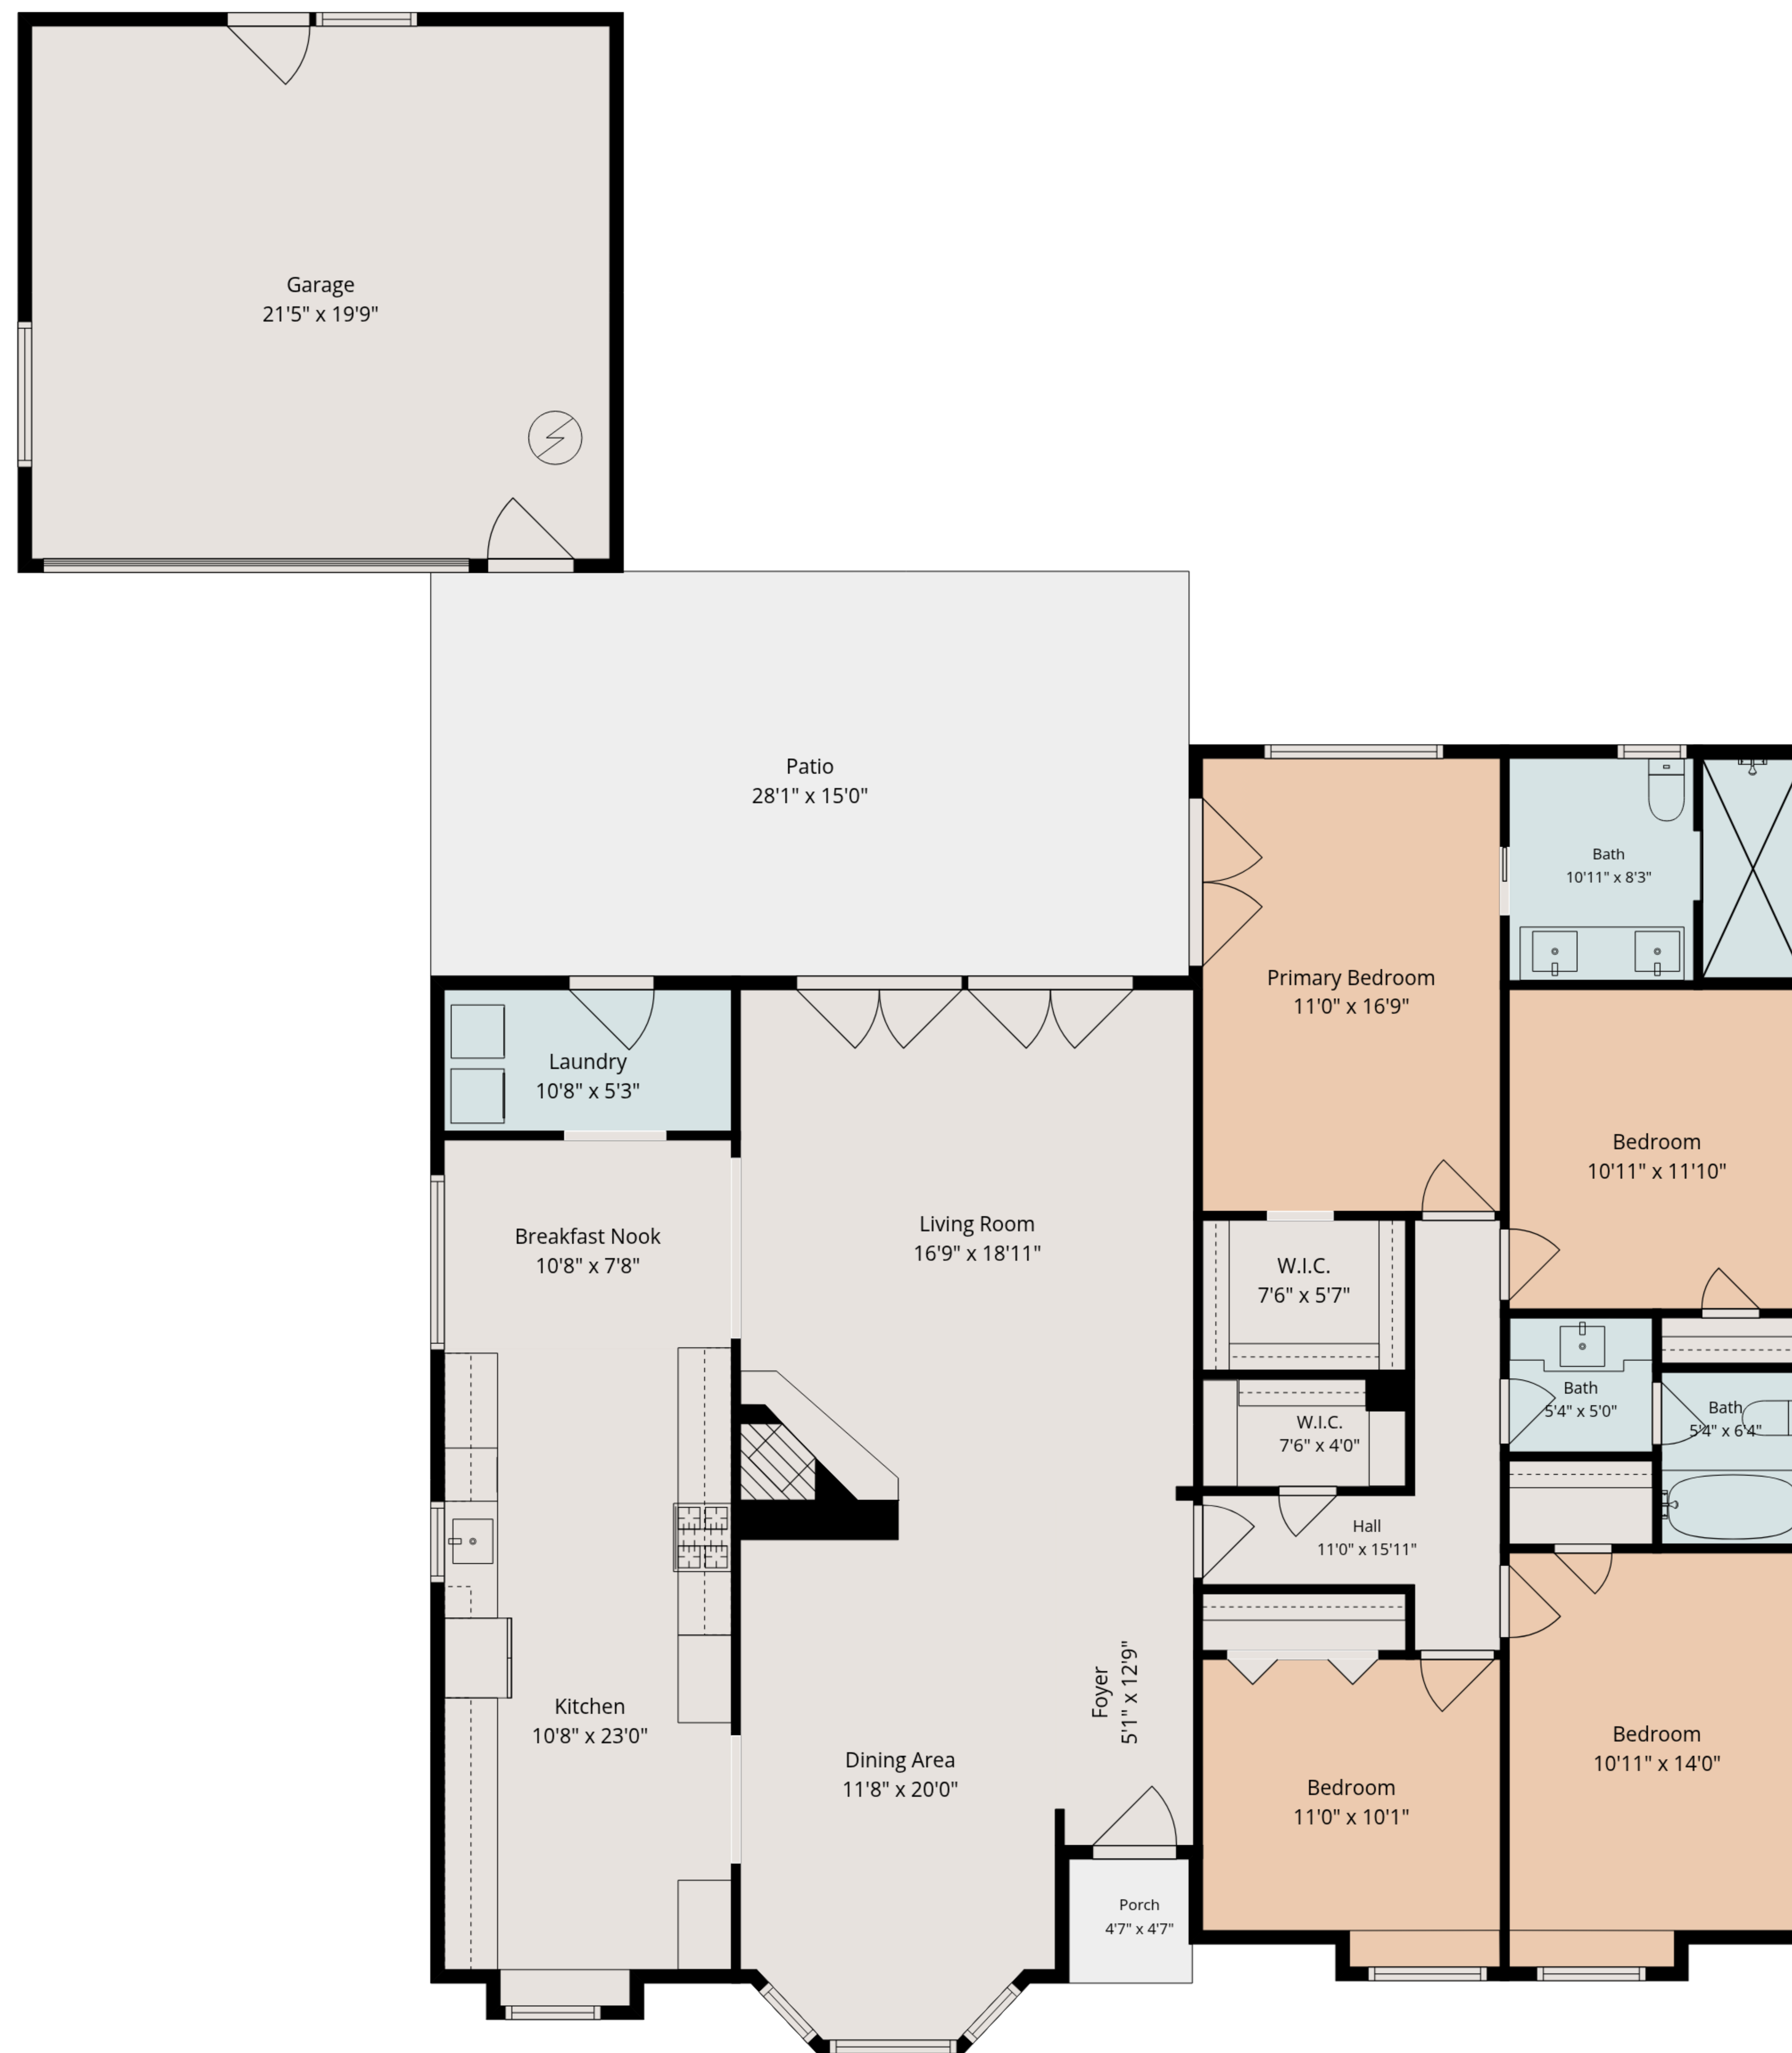 Garage
21'5" x 19'9"
Patio
28'1" x 15'0"
Bath
10'11" x 8'3"
Primary Bedroom
11'0" x 16'9"
Laundry
10'8" x 5'3"
Bedroom
10'11" x 11'10"
Breakfast Nook
10'8" x 7'8"
Living Room
16'9" x 18'11"
W.I.C.
7'6" x 5'7"
Bath
5'4" x 5'0"
Bath
5'4" x 6'4"
W.I.C.
7'6" x 4'0"
Hall
11'0" x 15'11"
Foyer
5'1" x 12'9"
Kitchen
10'8" x 23'0"
Dining Area
11'8" x 20'0"
Bedroom
11'0" x 10'1"
Bedroom
10'11" x 14'0"
Porch
4'7" x 4'7"